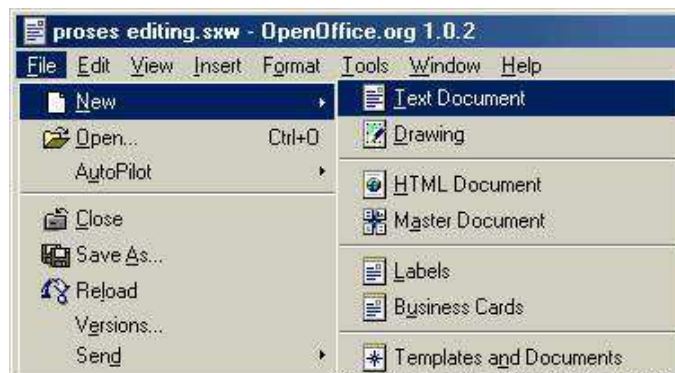 proses editing.sxw - OpenOffice.org 1.0.2
File Edit View Insert Format Tools Window Help
New
Open... Ctrl+O
AutoPilot
Close
Save As...
Reload
Versions...
Send
Text Document
Drawing
HTML Document
Master Document
Labels
Business Cards
Templates and Documents